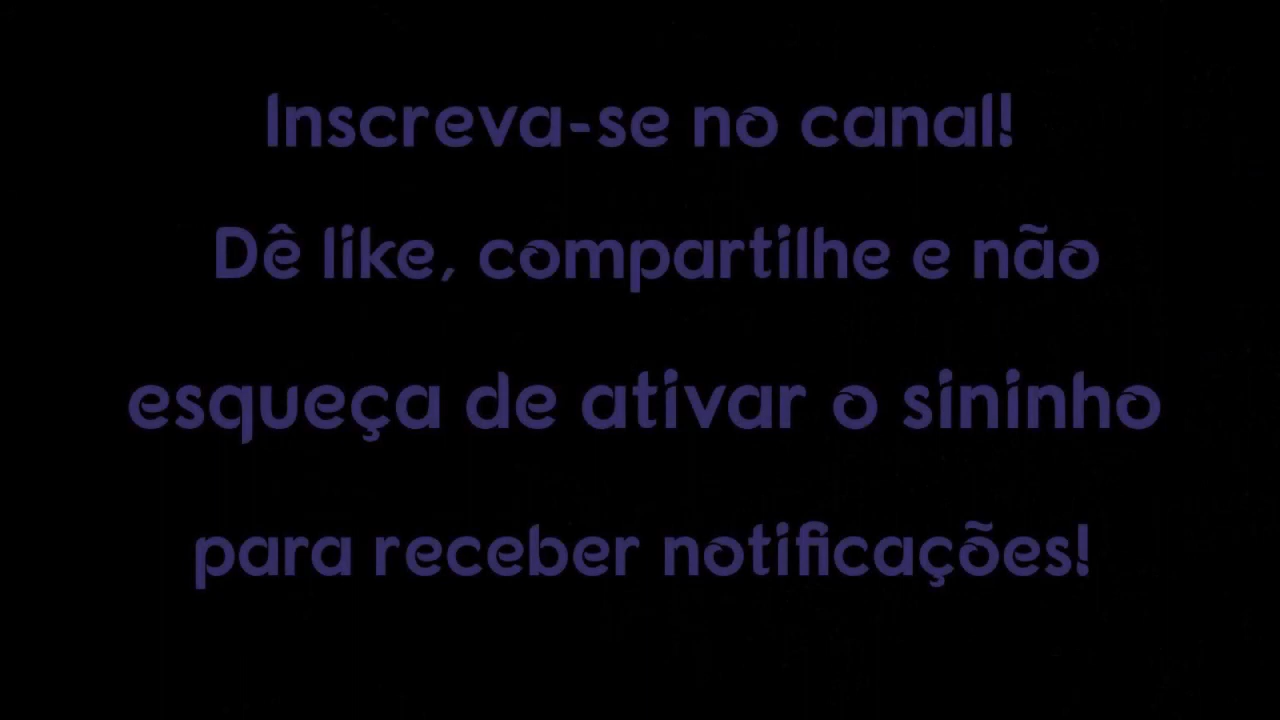 Inscreva-se no canal!
Dê like, compartilhe e não
esqueça de ativar o sininho
para receber notificações!